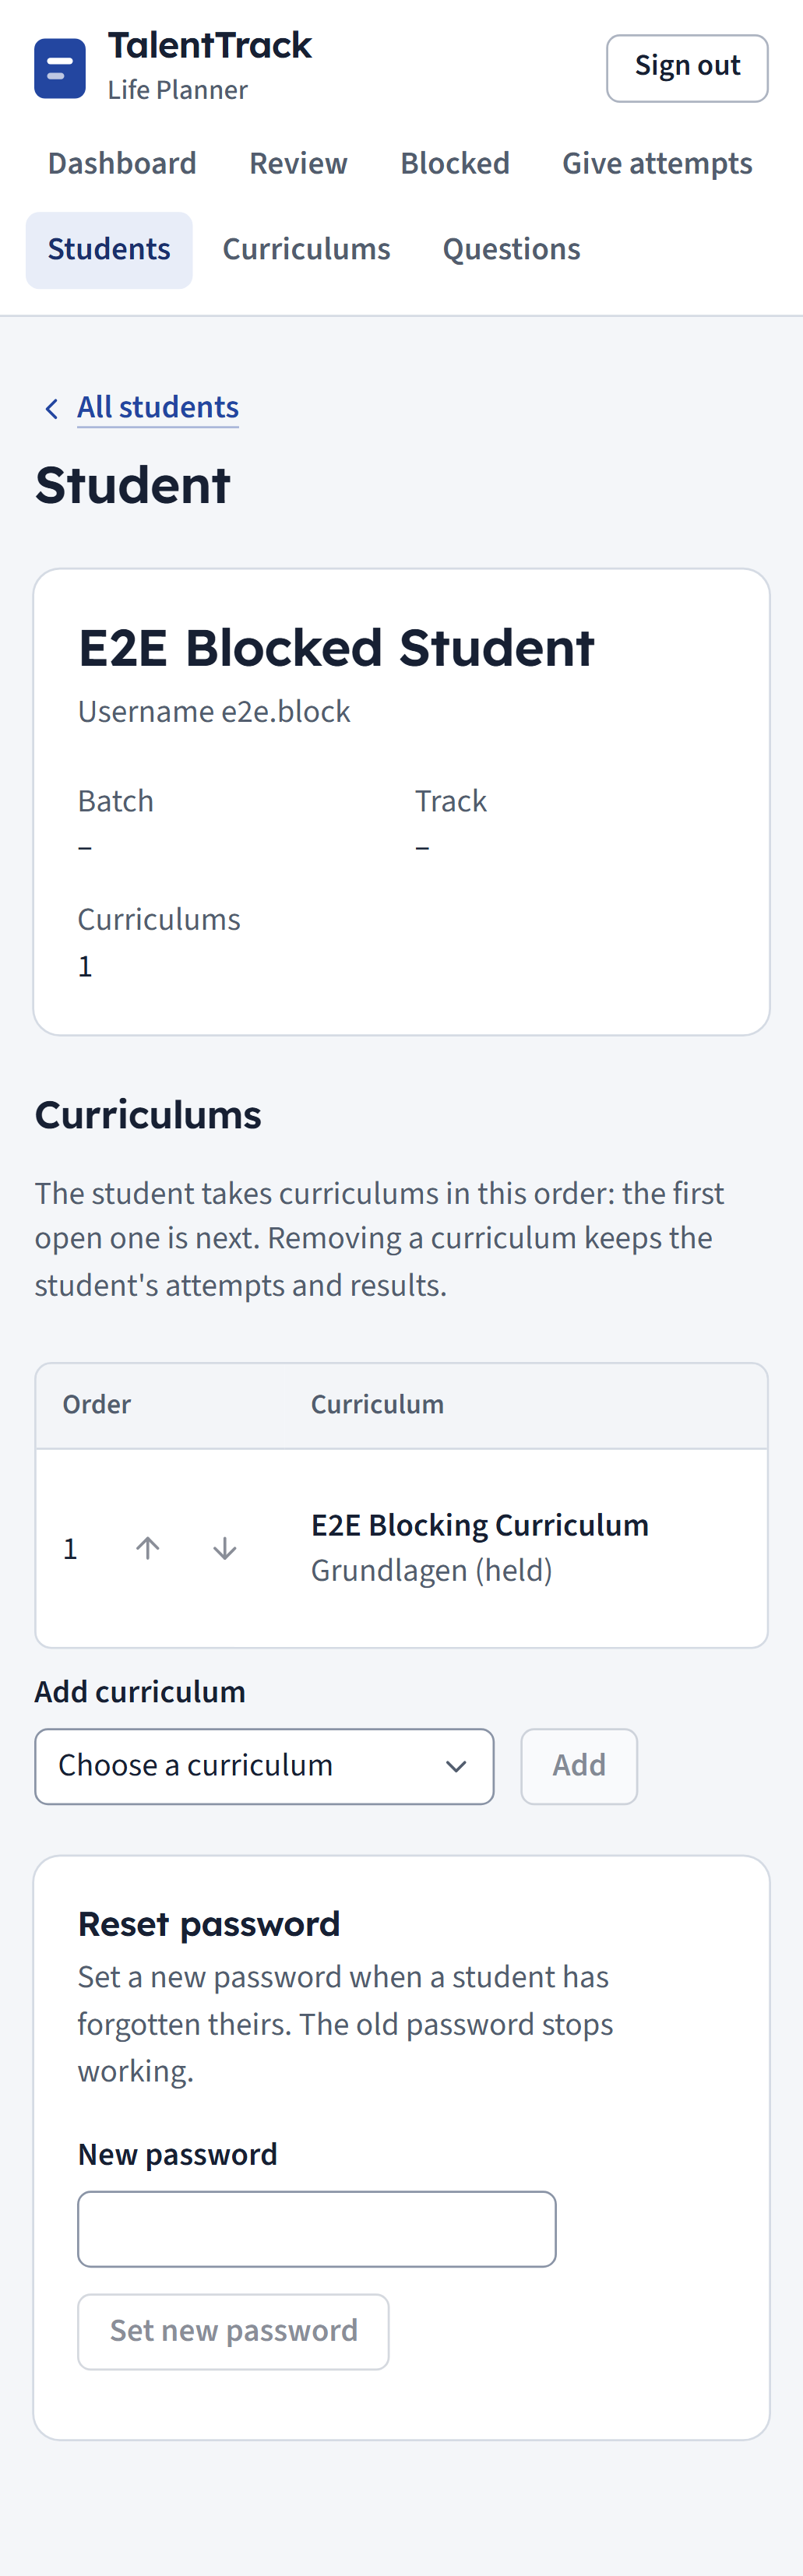 TalentTrack
Life Planner
Sign out
Dashboard Review Blocked Give attempts
Students Curriculums Questions
All students
Student
E2E Blocked Student
Username e2e.block
Batch Track
– –
Curriculums
1
Curriculums
The student takes curriculums in this order: the first
open one is next. Removing a curriculum keeps the
student's attempts and results.
Order Curriculum
1 E2E Blocking Curriculum
Grundlagen (held)
Add curriculum
Choose a curriculum Add
Reset password
Set a new password when a student has
forgotten theirs. The old password stops
working.
New password
Set new password